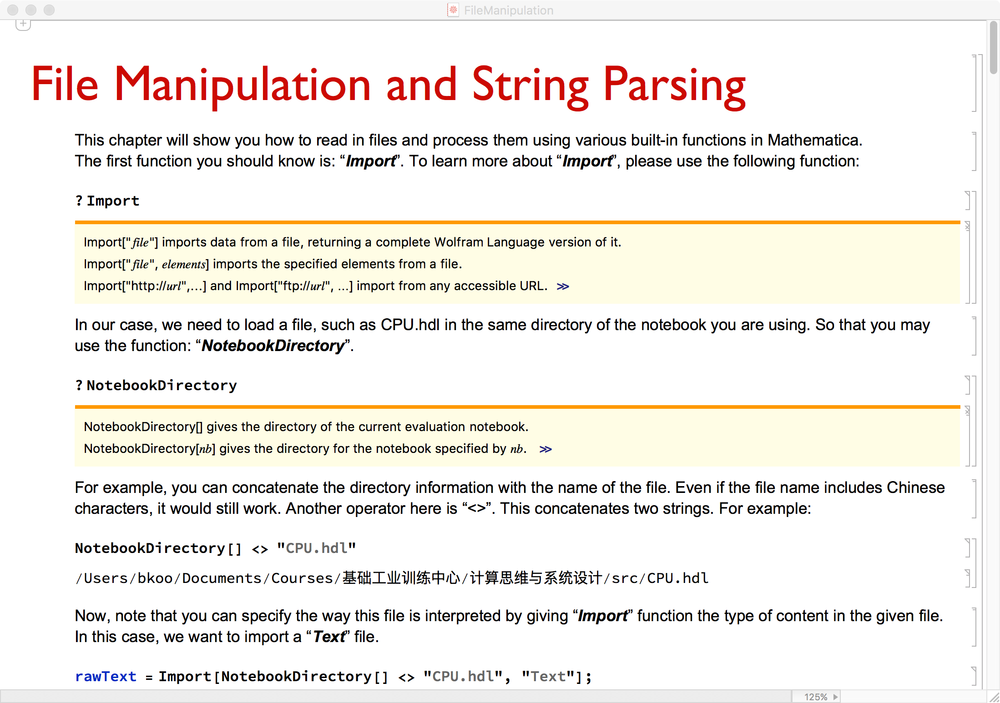 FileManipulation
File Manipulation and String Parsing
This chapter will show you how to read in files and process them using various built-in functions in Mathematica.
The first function you should know is: “Import”. To learn more about “Import”, please use the following function:
? Import
Import["file"] imports data from a file, returning a complete Wolfram Language version of it.
Import["file", elements] imports the specified elements from a file.
Import["http://url",…] and Import["ftp://url", …] import from any accessible URL. ≫
In our case, we need to load a file, such as CPU.hdl in the same directory of the notebook you are using. So that you may
use the function: “NotebookDirectory”.
? NotebookDirectory
NotebookDirectory[] gives the directory of the current evaluation notebook.
NotebookDirectory[nb] gives the directory for the notebook specified by nb. ≫
For example, you can concatenate the directory information with the name of the file. Even if the file name includes Chinese
characters, it would still work. Another operator here is “<>”. This concatenates two strings. For example:
NotebookDirectory[] <> "CPU.hdl"
/Users/bkoo/Documents/Courses/基础工业训练中心/计算思维与系统设计/src/CPU.hdl
Now, note that you can specify the way this file is interpreted by giving “Import” function the type of content in the given file.
In this case, we want to import a “Text” file.
rawText = Import[NotebookDirectory[] <> "CPU.hdl", "Text"];
125%